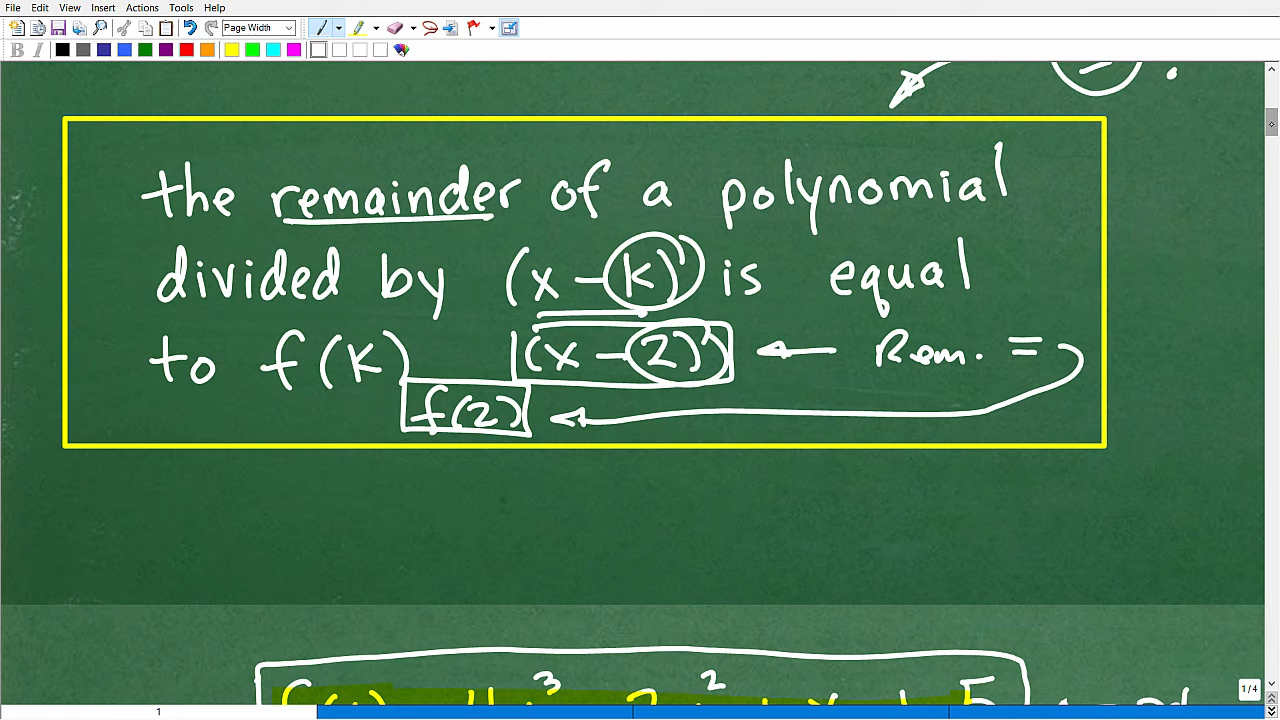 File Edit View Insert Actions Tools Help
Page Width
B I
the remainder of a polynomial
divided by (x - k) is equal
to f(k) (x - 2) Rem. =
f(2)
1/4
1